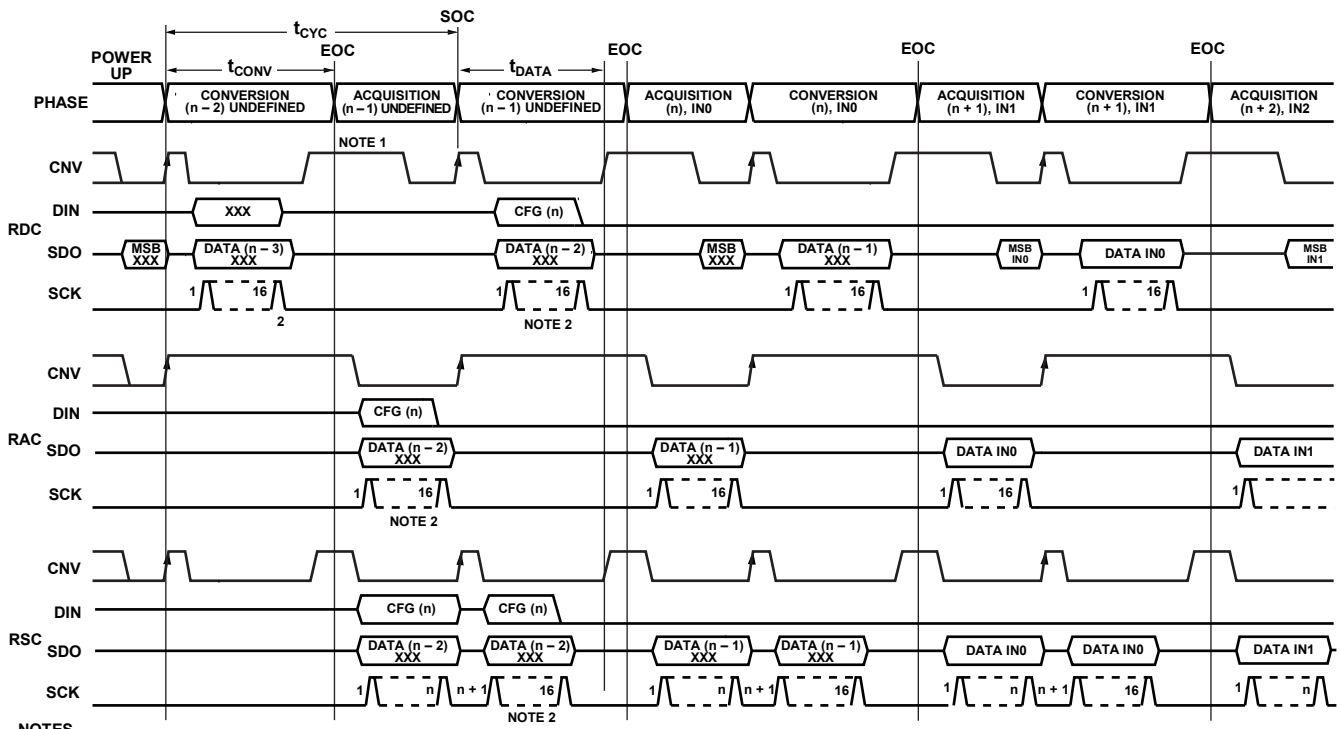 SOC
tCYC
EOC EOC EOC EOC
POWER UP
tCONV tDATA
PHASE
CONVERSION (n – 2) UNDEFINED
ACQUISITION (n – 1) UNDEFINED
CONVERSION (n – 1) UNDEFINED
ACQUISITION (n), IN0
CONVERSION (n), IN0
ACQUISITION (n + 1), IN1
CONVERSION (n + 1), IN1
ACQUISITION (n + 2), IN2
NOTE 1
CNV
DIN XXX CFG (n)
RDC
SDO MSB XXX DATA (n – 3) XXX DATA (n – 2) XXX MSB XXX DATA (n – 1) XXX MSB IN0 DATA IN0 MSB IN1
SCK 1 16 1 16 1 16 1 16
2 NOTE 2
CNV
DIN CFG (n)
RAC
SDO DATA (n – 2) XXX DATA (n – 1) XXX DATA IN0 DATA IN1
SCK 1 16 1 16 1 16 1
NOTE 2
CNV
DIN CFG (n) CFG (n)
RSC
SDO DATA (n – 2) XXX DATA (n – 2) XXX DATA (n – 1) XXX DATA (n – 1) XXX DATA IN0 DATA IN0 DATA IN1
SCK 1 n n + 1 16 1 n n + 1 16 1 n n + 1 16 1 n
NOTE 2
NOTES